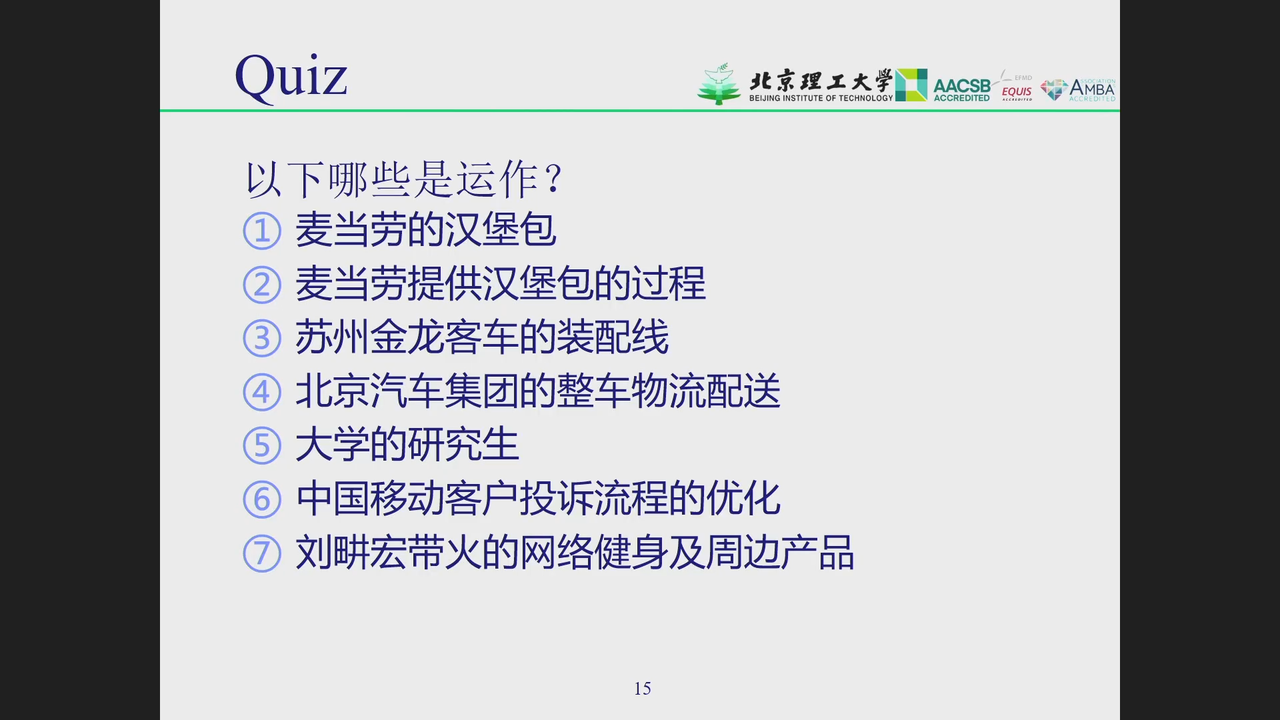 Quiz
北京理工大学
BEIJING INSTITUTE OF TECHNOLOGY
AACSB
ACCREDITED
EFMD
EQUIS
ACCREDITED
ASSOCIATION
AMBA
ACCREDITED
以下哪些是运作？
① 麦当劳的汉堡包
② 麦当劳提供汉堡包的过程
③ 苏州金龙客车的装配线
④ 北京汽车集团的整车物流配送
⑤ 大学的研究生
⑥ 中国移动客户投诉流程的优化
⑦ 刘畊宏带火的网络健身及周边产品
15